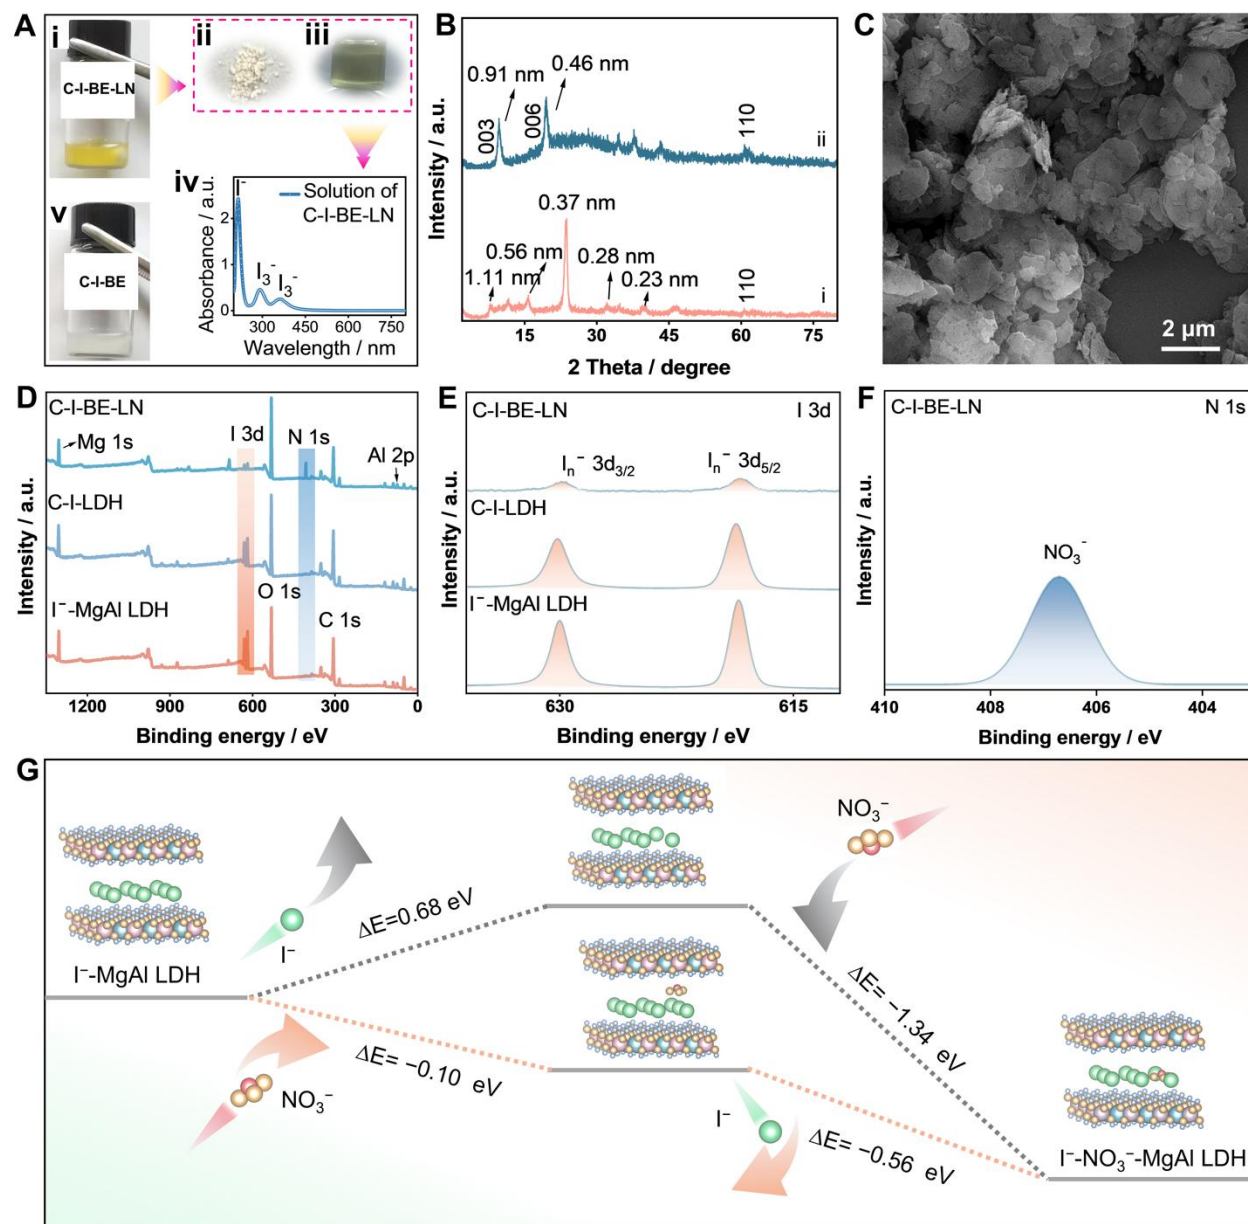 A
i
C-I-BE-LN
ii
iii
iv
I⁻
Solution of
C-I-BE-LN
I₃⁻
I₃⁻
2
1
0
300
450
600
750
Absorbance / a.u.
Wavelength / nm
v
C-I-BE
B
0.91 nm
0.46 nm
003
006
110
ii
0.37 nm
0.56 nm
1.11 nm
0.28 nm
0.23 nm
110
i
15
30
45
60
75
Intensity / a.u.
2 Theta / degree
C
2 μm
D
C-I-BE-LN
Mg 1s
I 3d
N 1s
Al 2p
C-I-LDH
O 1s
I⁻-MgAl LDH
C 1s
1200
900
600
300
0
Intensity / a.u.
Binding energy / eV
E
C-I-BE-LN
I 3d
Iₙ⁻ 3d₃/₂
Iₙ⁻ 3d₅/₂
C-I-LDH
I⁻-MgAl LDH
630
615
Intensity / a.u.
Binding energy / eV
F
C-I-BE-LN
N 1s
NO₃⁻
410
408
406
404
Intensity / a.u.
Binding energy / eV
G
I⁻-MgAl LDH
I⁻
ΔE=0.68 eV
NO₃⁻
ΔE= −1.34 eV
ΔE= −0.10 eV
NO₃⁻
I⁻
ΔE= −0.56 eV
I⁻-NO₃⁻-MgAl LDH